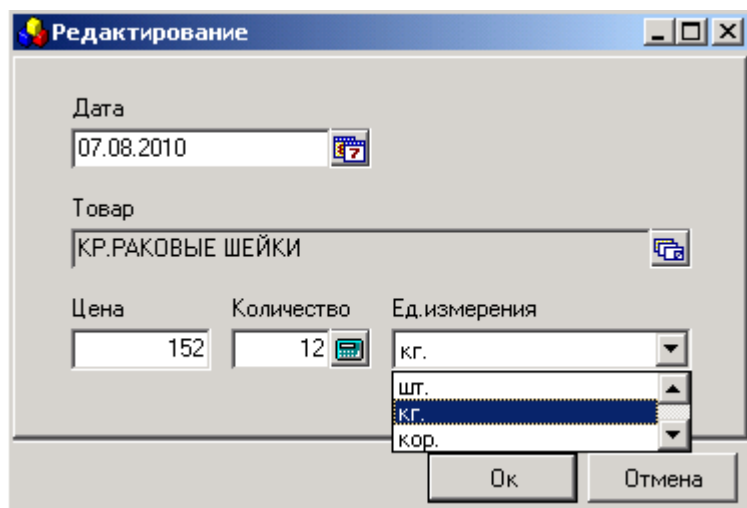 Редактирование
Дата
07.08.2010
Товар
КР.РАКОВЫЕ ШЕЙКИ
Цена Количество Ед.измерения
152 12 кг.
шт.
кг.
кор.
Ок Отмена